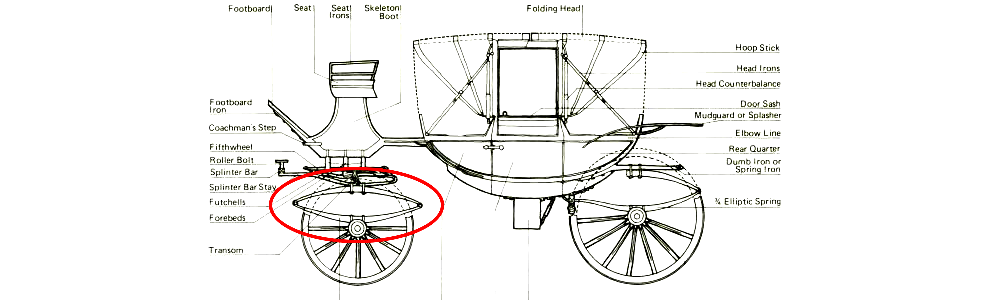 Footboard
Seat
Seat
Irons
Skeleton
Boot
Folding Head
Hoop Stick
Head Irons
Head Counterbalance
Door Sash
Mudguard or Splasher
Elbow Line
Rear Quarter
Dumb Iron or
Spring Iron
¾ Elliptic Spring
Footboard
Iron
Coachman's Step
Fifthwheel
Roller Bolt
Splinter Bar
Splinter Bar Stay
Futchells
Forebeds
Transom